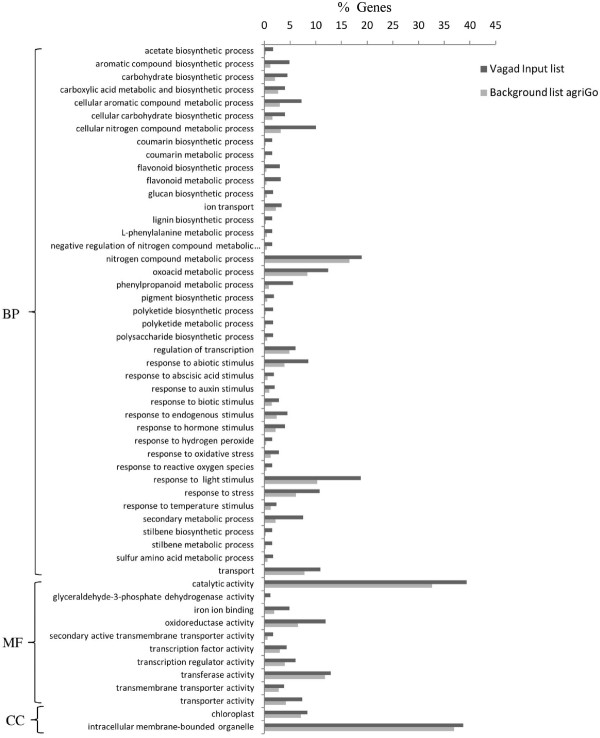 % Genes
0 5 10 15 20 25 30 35 40 45
Vagad Input list
Background list agriGo
BP
acetate biosynthetic process
aromatic compound biosynthetic process
carbohydrate biosynthetic process
carboxylic acid metabolic and biosynthetic process
cellular aromatic compound metabolic process
cellular carbohydrate biosynthetic process
cellular nitrogen compound metabolic process
coumarin biosynthetic process
coumarin metabolic process
flavonoid biosynthetic process
flavonoid metabolic process
glucan biosynthetic process
ion transport
lignin biosynthetic process
L-phenylalanine metabolic process
negative regulation of nitrogen compound metabolic...
nitrogen compound metabolic process
oxoacid metabolic process
phenylpropanoid metabolic process
pigment biosynthetic process
polyketide biosynthetic process
polyketide metabolic process
polysaccharide biosynthetic process
regulation of transcription
response to abiotic stimulus
response to abscisic acid stimulus
response to auxin stimulus
response to biotic stimulus
response to endogenous stimulus
response to hormone stimulus
response to hydrogen peroxide
response to oxidative stress
response to reactive oxygen species
response to light stimulus
response to stress
response to temperature stimulus
secondary metabolic process
stilbene biosynthetic process
stilbene metabolic process
sulfur amino acid metabolic process
transport
MF
catalytic activity
glyceraldehyde-3-phosphate dehydrogenase activity
iron ion binding
oxidoreductase activity
secondary active transmembrane transporter activity
transcription factor activity
transcription regulator activity
transferase activity
transmembrane transporter activity
transporter activity
CC
chloroplast
intracellular membrane-bounded organelle